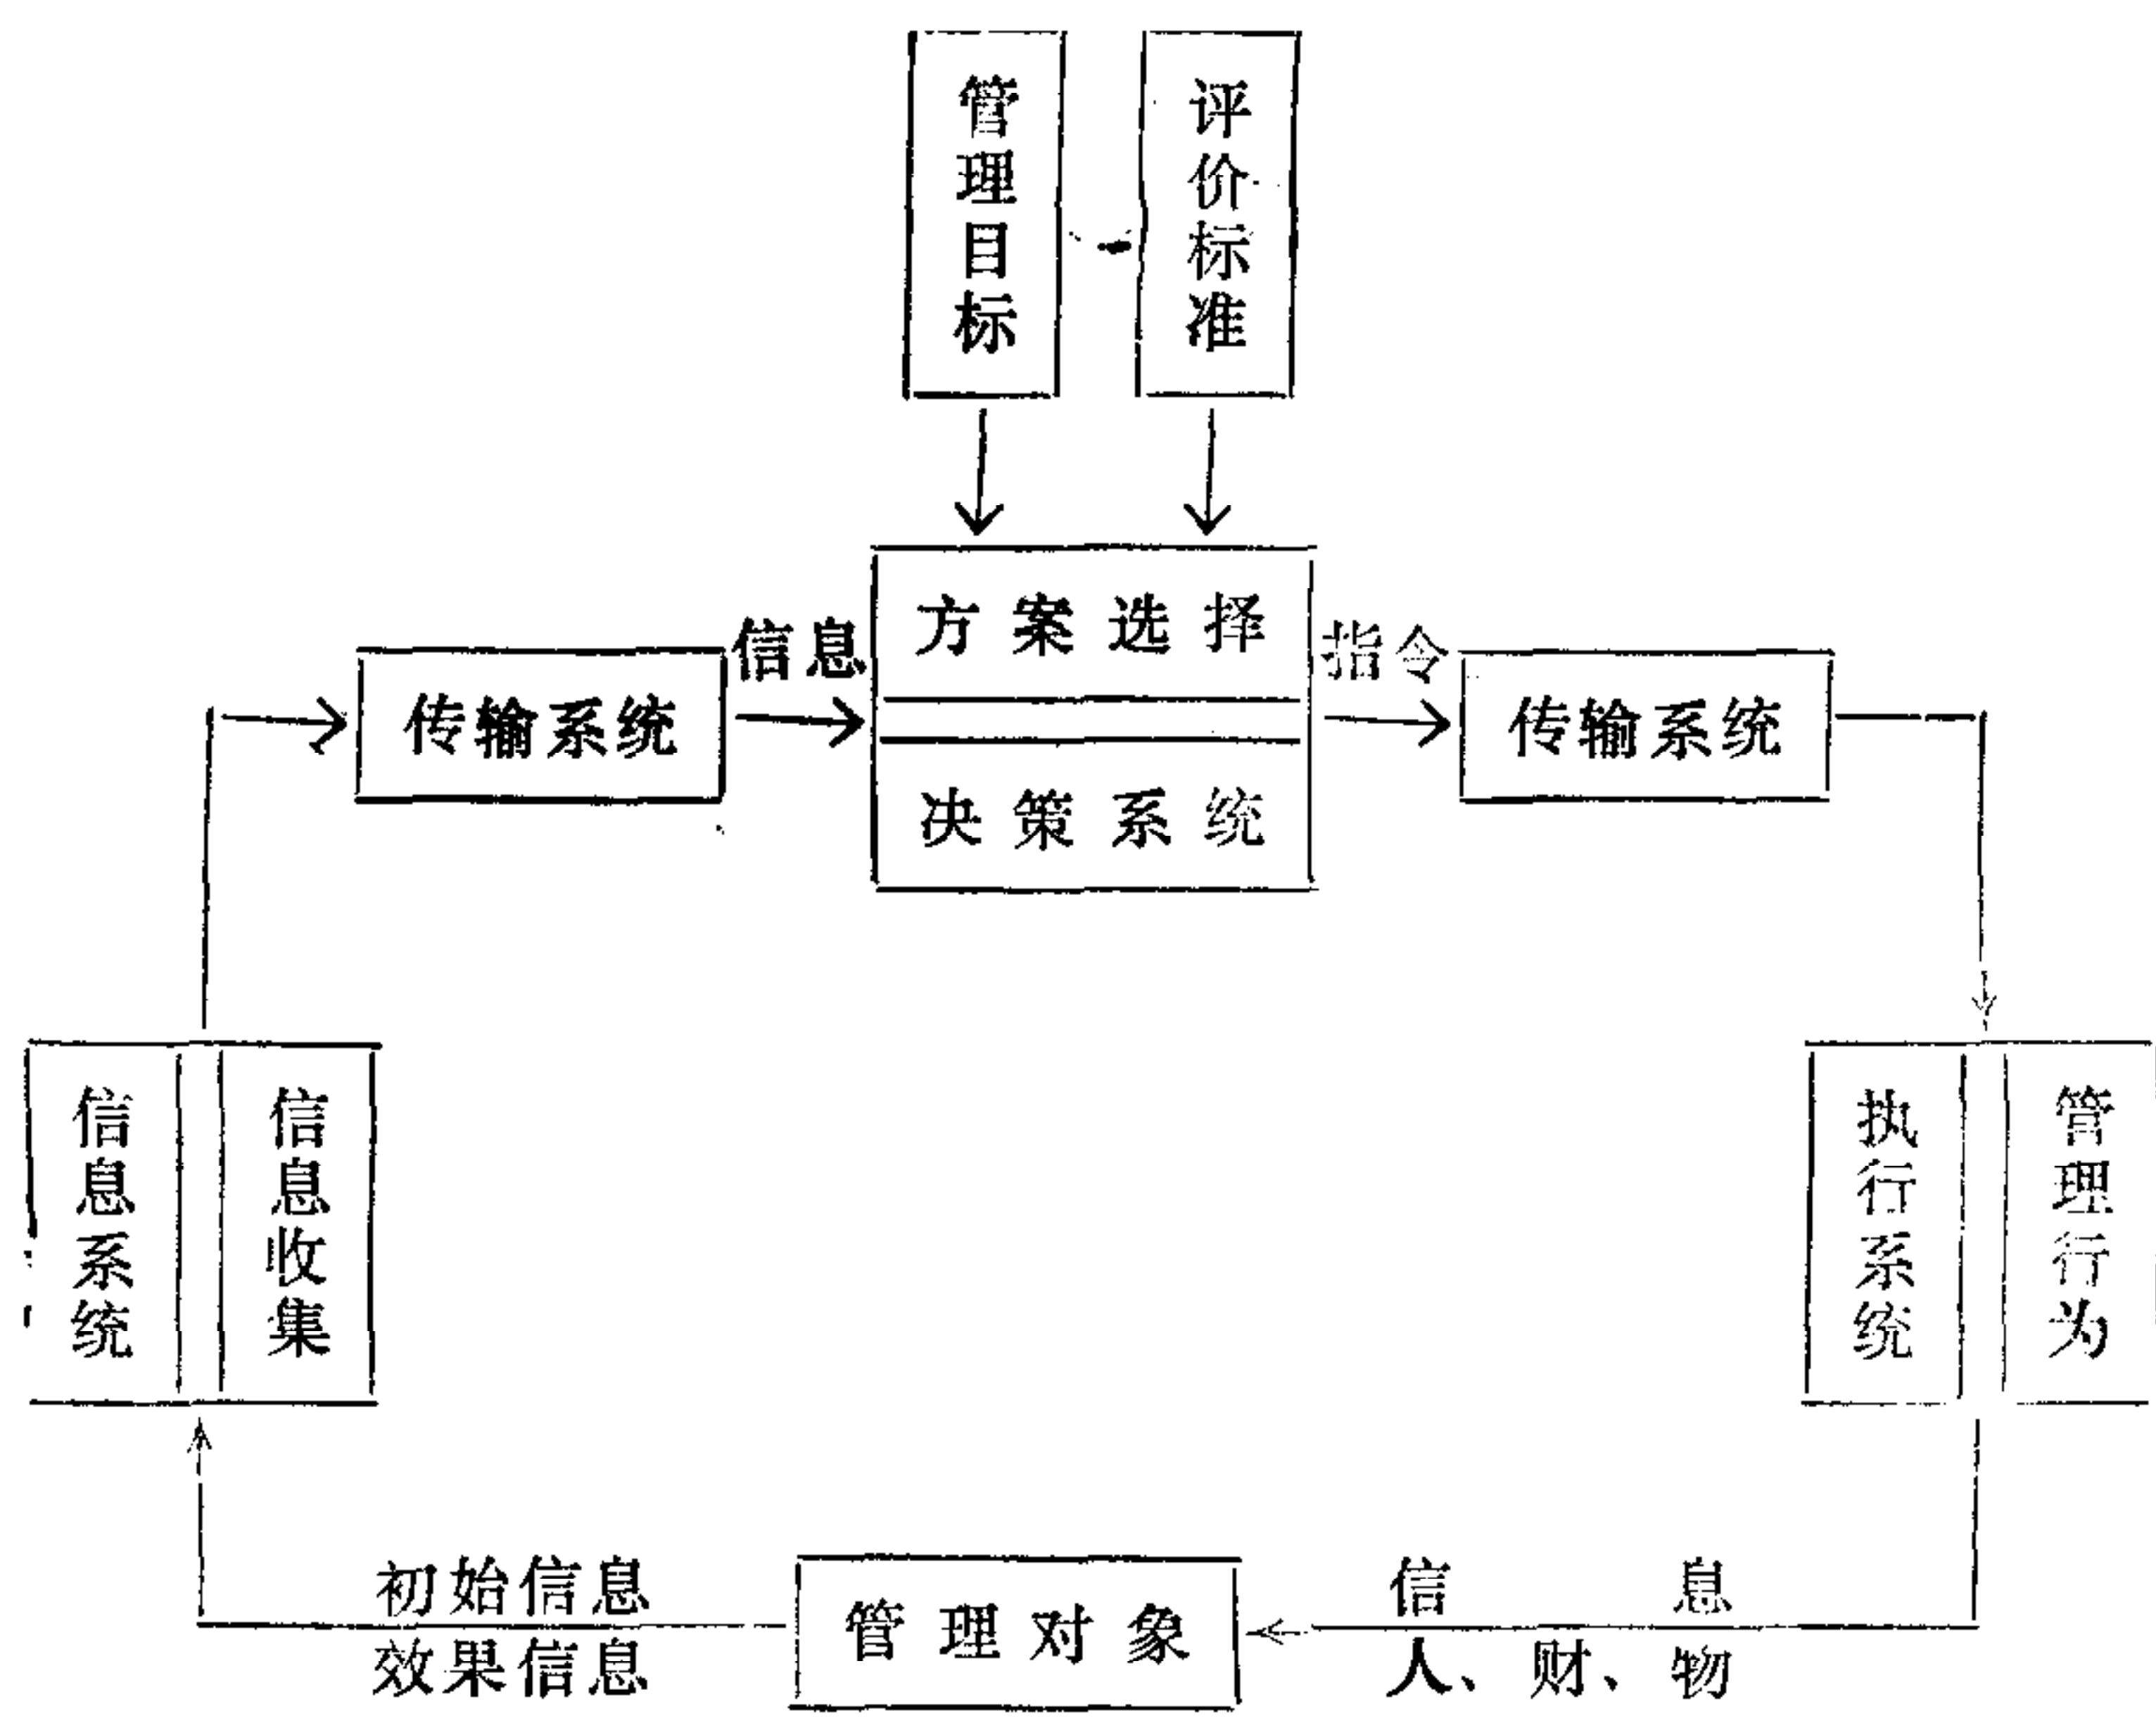 管理目标
评价标准
方案选择
决策系统
信息
指令
传输系统
传输系统
信息系统
信息收集
执行系统
管理行为
初始信息
效果信息
管理对象
信息
人、财、物